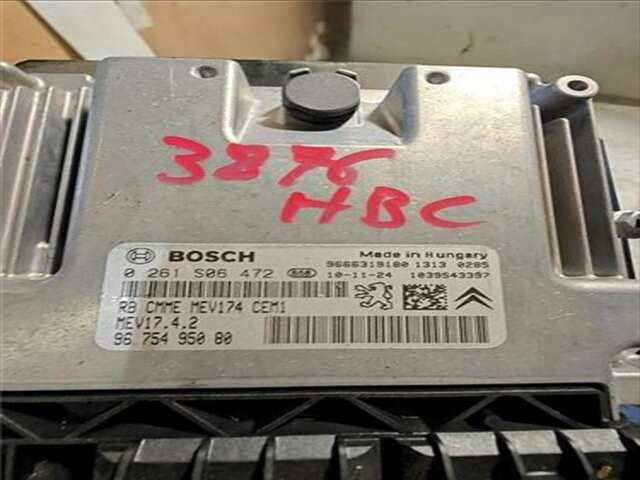 3876
HBC
BOSCH
Made in Hungary
0 261 S06 472
9666319180 1313 0285
10-11-24 1039543397
RB CMME MEV174 CEM1
MEV17.4.2
96 754 950 80